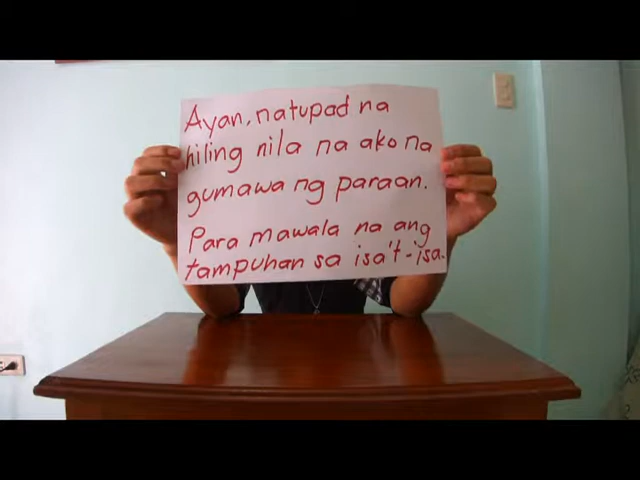 Ayan, natupad na
hiling nila na ako na
gumawa ng paraan.
Para mawala na ang
tampuhan sa isa't-isa.